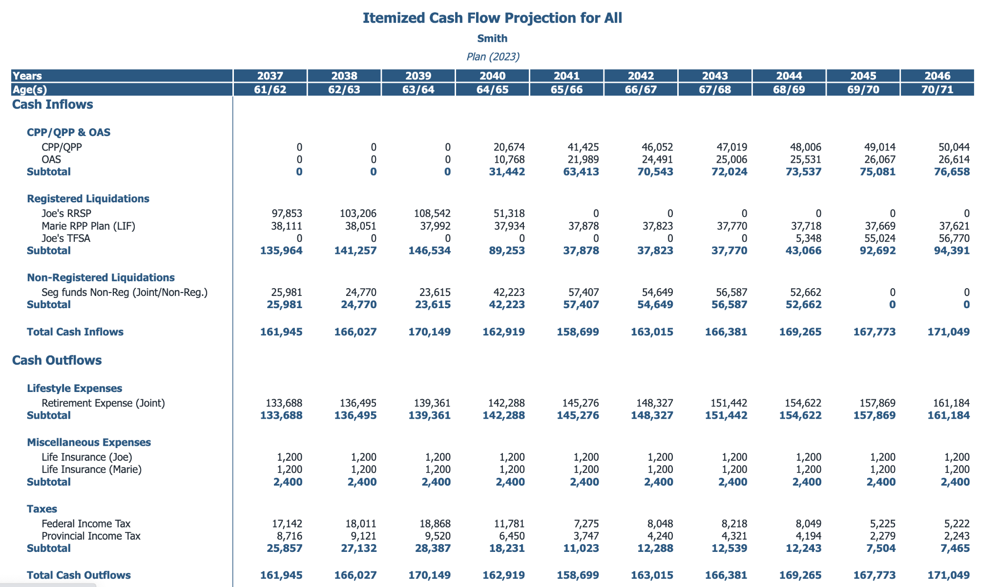 Itemized Cash Flow Projection for All
Smith
Plan (2023)
Years 2037 2038 2039 2040 2041 2042 2043 2044 2045 2046
Age(s) 61/62 62/63 63/64 64/65 65/66 66/67 67/68 68/69 69/70 70/71
Cash Inflows
CPP/QPP & OAS
CPP/QPP 0 0 0 20,674 41,425 46,052 47,019 48,006 49,014 50,044
OAS 0 0 0 10,768 21,989 24,491 25,006 25,531 26,067 26,614
Subtotal 0 0 0 31,442 63,413 70,543 72,024 73,537 75,081 76,658
Registered Liquidations
Joe's RRSP 97,853 103,206 108,542 51,318 0 0 0 0 0 0
Marie RPP Plan (LIF) 38,111 38,051 37,992 37,934 37,878 37,823 37,770 37,718 37,669 37,621
Joe's TFSA 0 0 0 0 0 0 0 5,348 55,024 56,770
Subtotal 135,964 141,257 146,534 89,253 37,878 37,823 37,770 43,066 92,692 94,391
Non-Registered Liquidations
Seg funds Non-Reg (Joint/Non-Reg.) 25,981 24,770 23,615 42,223 57,407 54,649 56,587 52,662 0 0
Subtotal 25,981 24,770 23,615 42,223 57,407 54,649 56,587 52,662 0 0
Total Cash Inflows 161,945 166,027 170,149 162,919 158,699 163,015 166,381 169,265 167,773 171,049
Cash Outflows
Lifestyle Expenses
Retirement Expense (Joint) 133,688 136,495 139,361 142,288 145,276 148,327 151,442 154,622 157,869 161,184
Subtotal 133,688 136,495 139,361 142,288 145,276 148,327 151,442 154,622 157,869 161,184
Miscellaneous Expenses
Life Insurance (Joe) 1,200 1,200 1,200 1,200 1,200 1,200 1,200 1,200 1,200 1,200
Life Insurance (Marie) 1,200 1,200 1,200 1,200 1,200 1,200 1,200 1,200 1,200 1,200
Subtotal 2,400 2,400 2,400 2,400 2,400 2,400 2,400 2,400 2,400 2,400
Taxes
Federal Income Tax 17,142 18,011 18,868 11,781 7,275 8,048 8,218 8,049 5,225 5,222
Provincial Income Tax 8,716 9,121 9,520 6,450 3,747 4,240 4,321 4,194 2,279 2,243
Subtotal 25,857 27,132 28,387 18,231 11,023 12,288 12,539 12,243 7,504 7,465
Total Cash Outflows 161,945 166,027 170,149 162,919 158,699 163,015 166,381 169,265 167,773 171,049